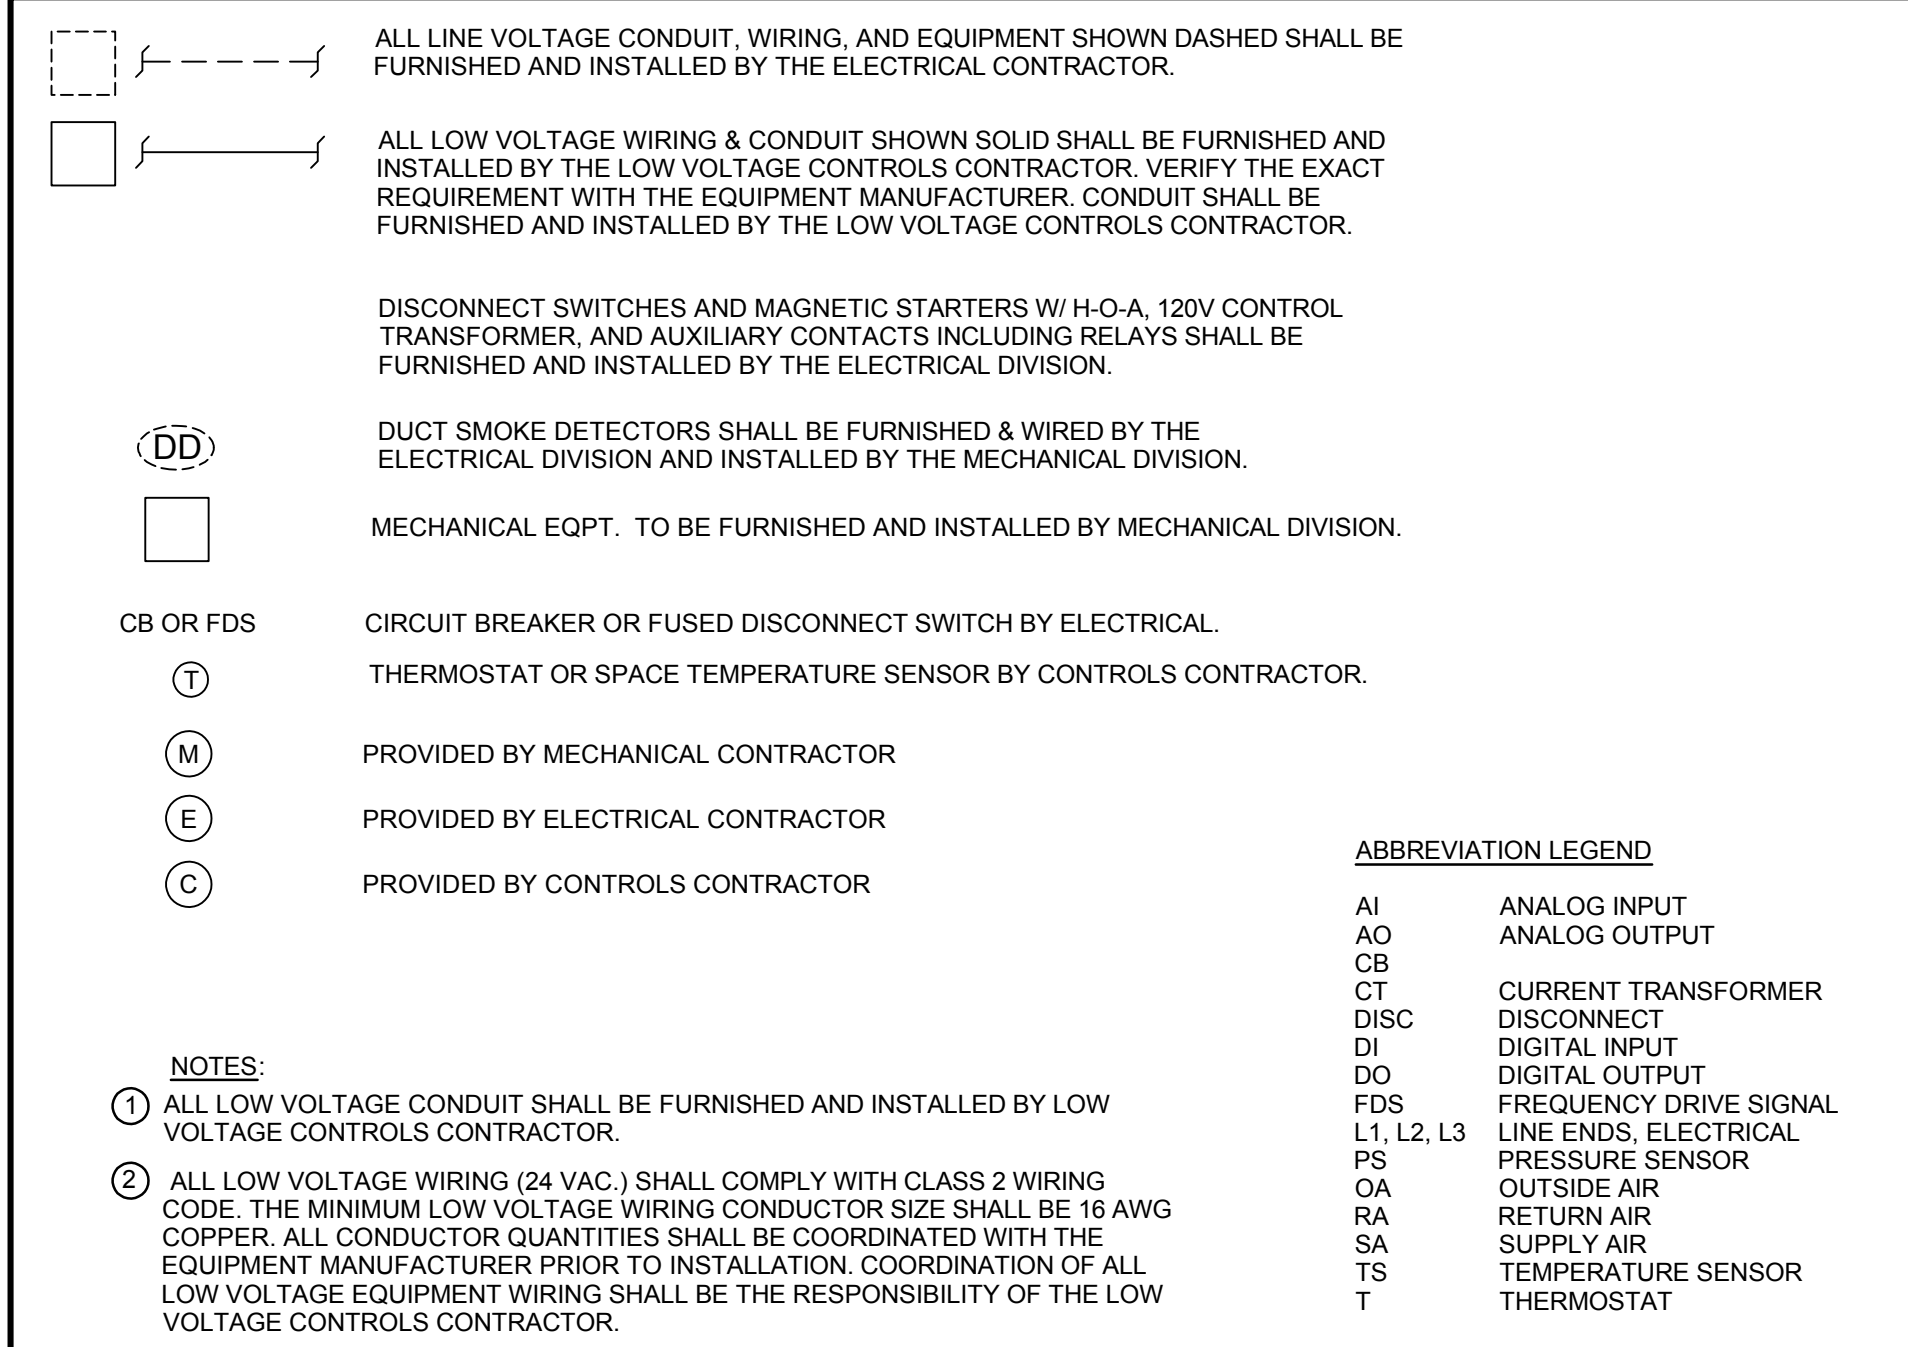 ALL LINE VOLTAGE CONDUIT, WIRING, AND EQUIPMENT SHOWN DASHED SHALL BE
FURNISHED AND INSTALLED BY THE ELECTRICAL CONTRACTOR.
ALL LOW VOLTAGE WIRING & CONDUIT SHOWN SOLID SHALL BE FURNISHED AND
INSTALLED BY THE LOW VOLTAGE CONTROLS CONTRACTOR. VERIFY THE EXACT
REQUIREMENT WITH THE EQUIPMENT MANUFACTURER. CONDUIT SHALL BE
FURNISHED AND INSTALLED BY THE LOW VOLTAGE CONTROLS CONTRACTOR.
DISCONNECT SWITCHES AND MAGNETIC STARTERS W/ H-O-A, 120V CONTROL
TRANSFORMER, AND AUXILIARY CONTACTS INCLUDING RELAYS SHALL BE
FURNISHED AND INSTALLED BY THE ELECTRICAL DIVISION.
DD DUCT SMOKE DETECTORS SHALL BE FURNISHED & WIRED BY THE
ELECTRICAL DIVISION AND INSTALLED BY THE MECHANICAL DIVISION.
MECHANICAL EQPT. TO BE FURNISHED AND INSTALLED BY MECHANICAL DIVISION.
CB OR FDS CIRCUIT BREAKER OR FUSED DISCONNECT SWITCH BY ELECTRICAL.
T THERMOSTAT OR SPACE TEMPERATURE SENSOR BY CONTROLS CONTRACTOR.
M PROVIDED BY MECHANICAL CONTRACTOR
E PROVIDED BY ELECTRICAL CONTRACTOR
C PROVIDED BY CONTROLS CONTRACTOR
NOTES:
1 ALL LOW VOLTAGE CONDUIT SHALL BE FURNISHED AND INSTALLED BY LOW
VOLTAGE CONTROLS CONTRACTOR.
2 ALL LOW VOLTAGE WIRING (24 VAC.) SHALL COMPLY WITH CLASS 2 WIRING
CODE. THE MINIMUM LOW VOLTAGE WIRING CONDUCTOR SIZE SHALL BE 16 AWG
COPPER. ALL CONDUCTOR QUANTITIES SHALL BE COORDINATED WITH THE
EQUIPMENT MANUFACTURER PRIOR TO INSTALLATION. COORDINATION OF ALL
LOW VOLTAGE EQUIPMENT WIRING SHALL BE THE RESPONSIBILITY OF THE LOW
VOLTAGE CONTROLS CONTRACTOR.
ABBREVIATION LEGEND
AI ANALOG INPUT
AO ANALOG OUTPUT
CB
CT CURRENT TRANSFORMER
DISC DISCONNECT
DI DIGITAL INPUT
DO DIGITAL OUTPUT
FDS FREQUENCY DRIVE SIGNAL
L1, L2, L3 LINE ENDS, ELECTRICAL
PS PRESSURE SENSOR
OA OUTSIDE AIR
RA RETURN AIR
SA SUPPLY AIR
TS TEMPERATURE SENSOR
T THERMOSTAT